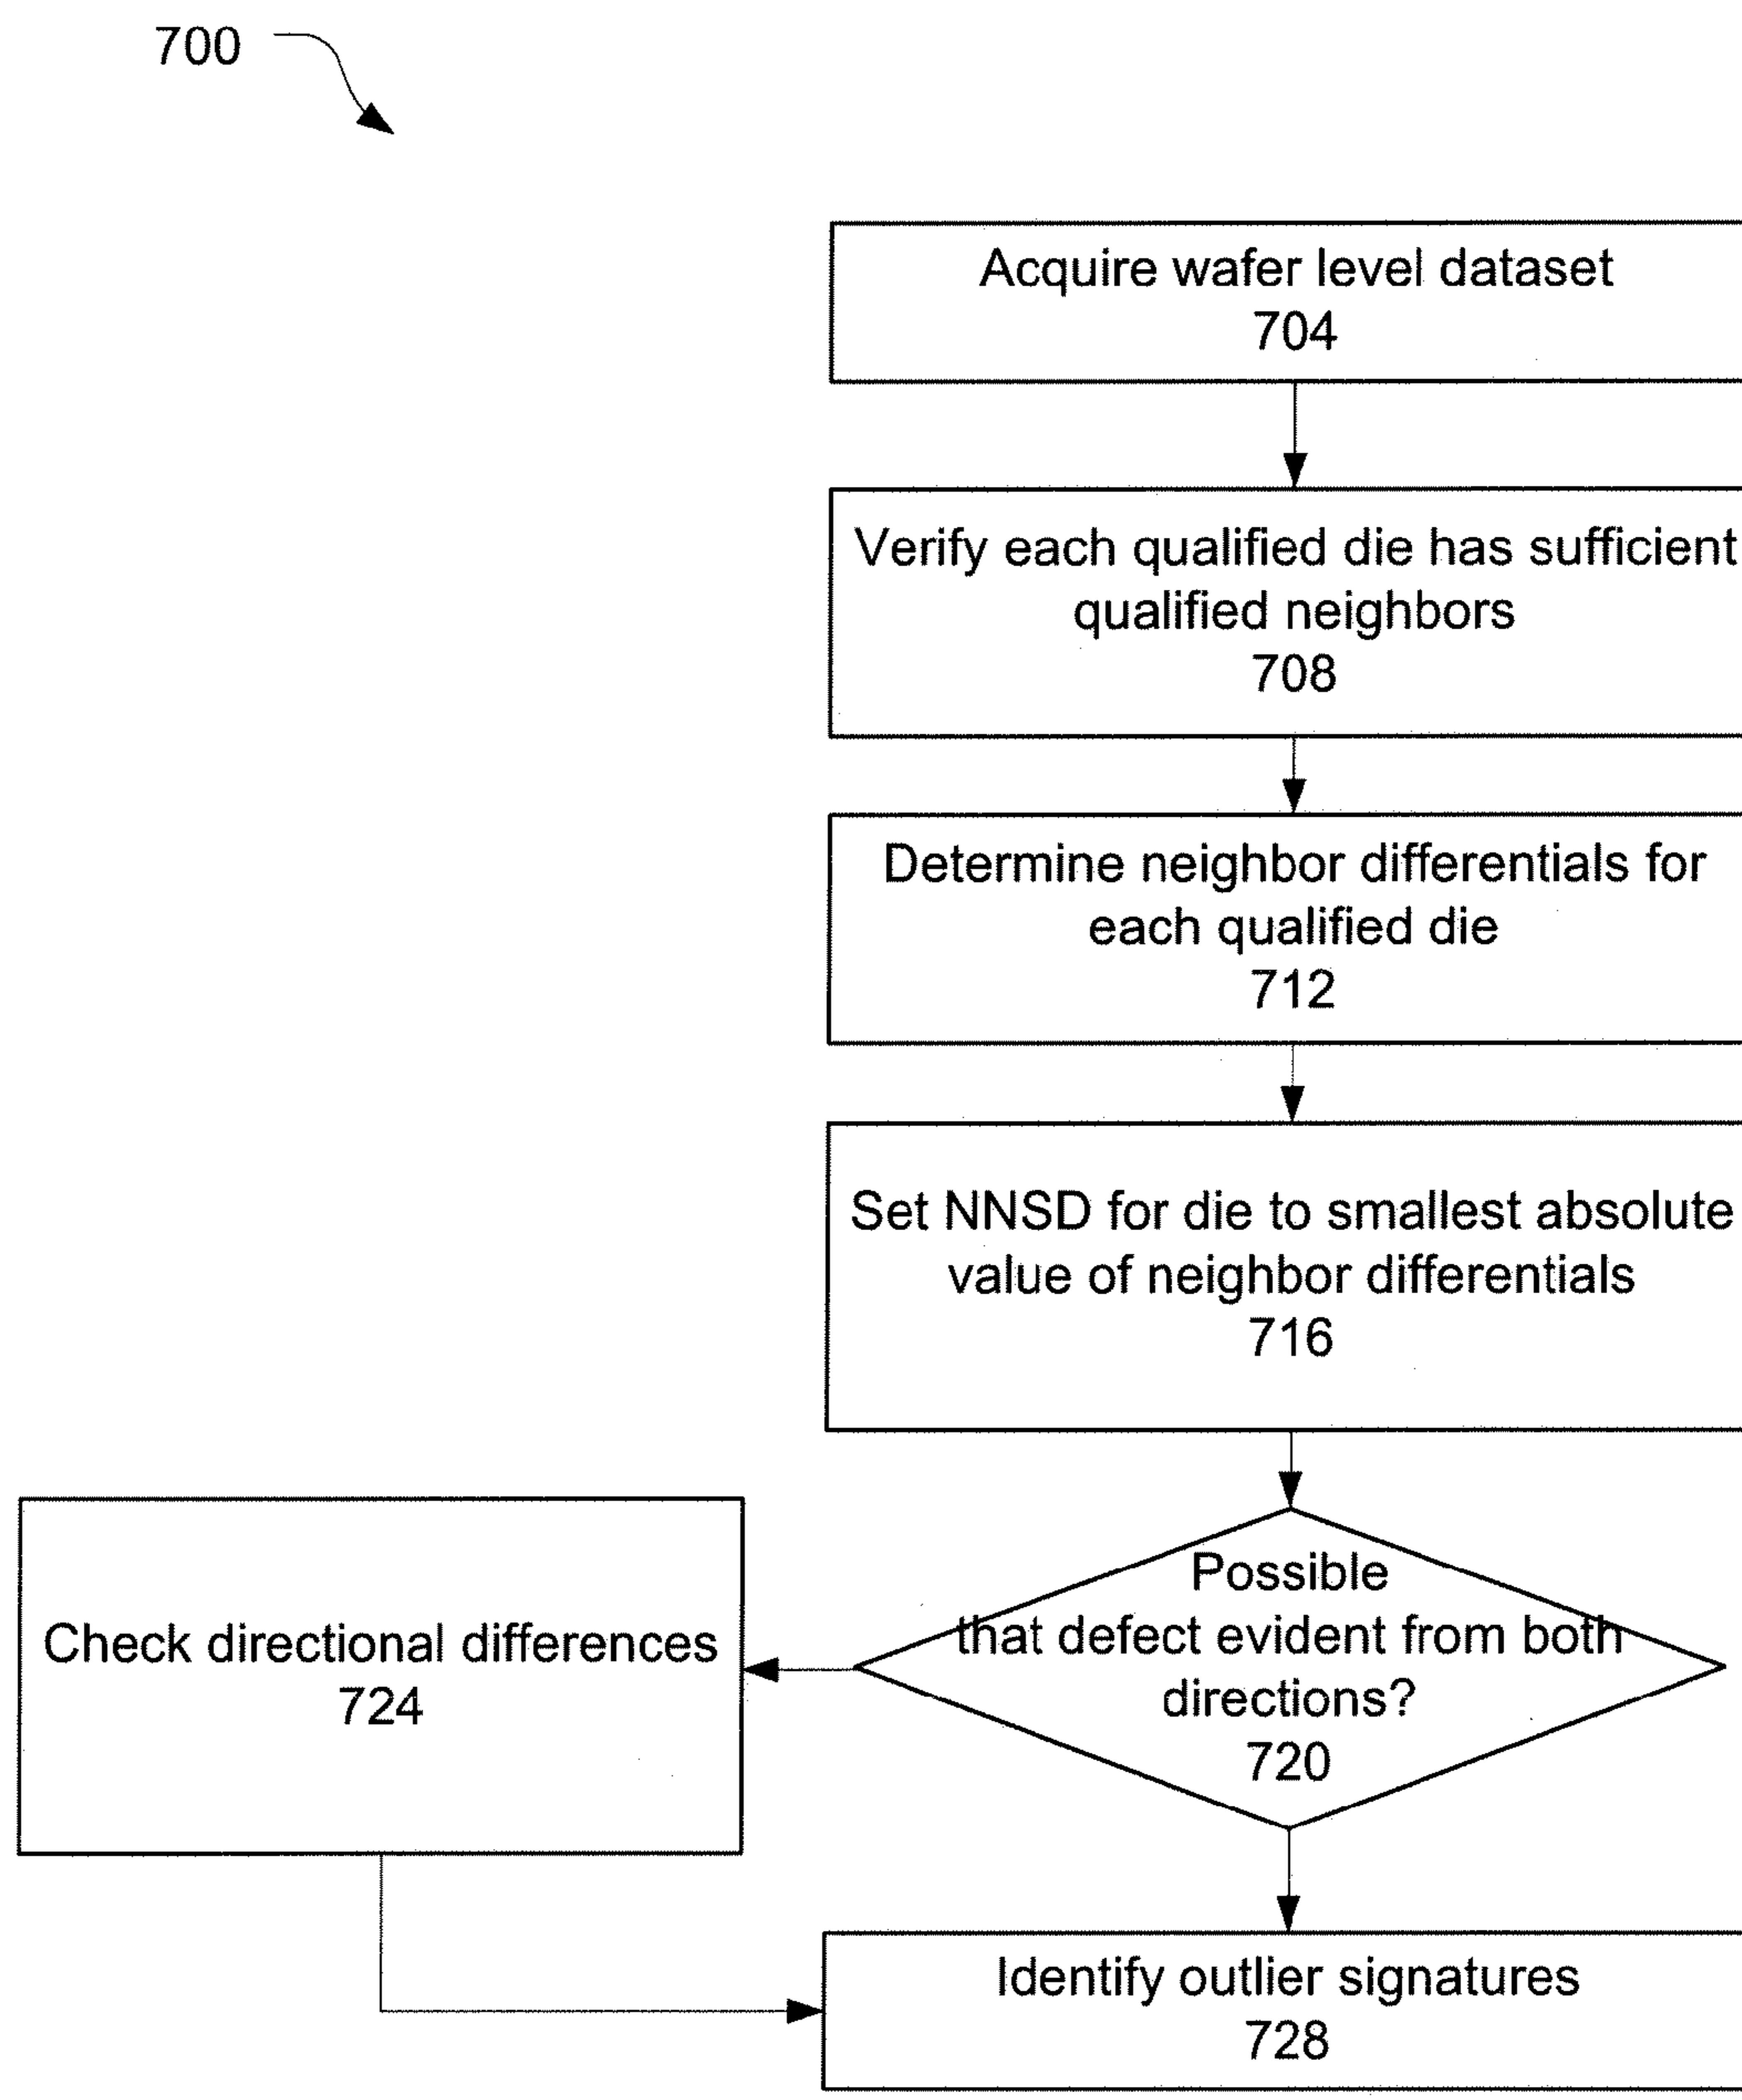 700
Acquire wafer level dataset
704
Verify each qualified die has sufficient
qualified neighbors
708
Determine neighbor differentials for
each qualified die
712
Set NNSD for die to smallest absolute
value of neighbor differentials
716
Possible
that defect evident from both
directions?
720
Check directional differences
724
Identify outlier signatures
728